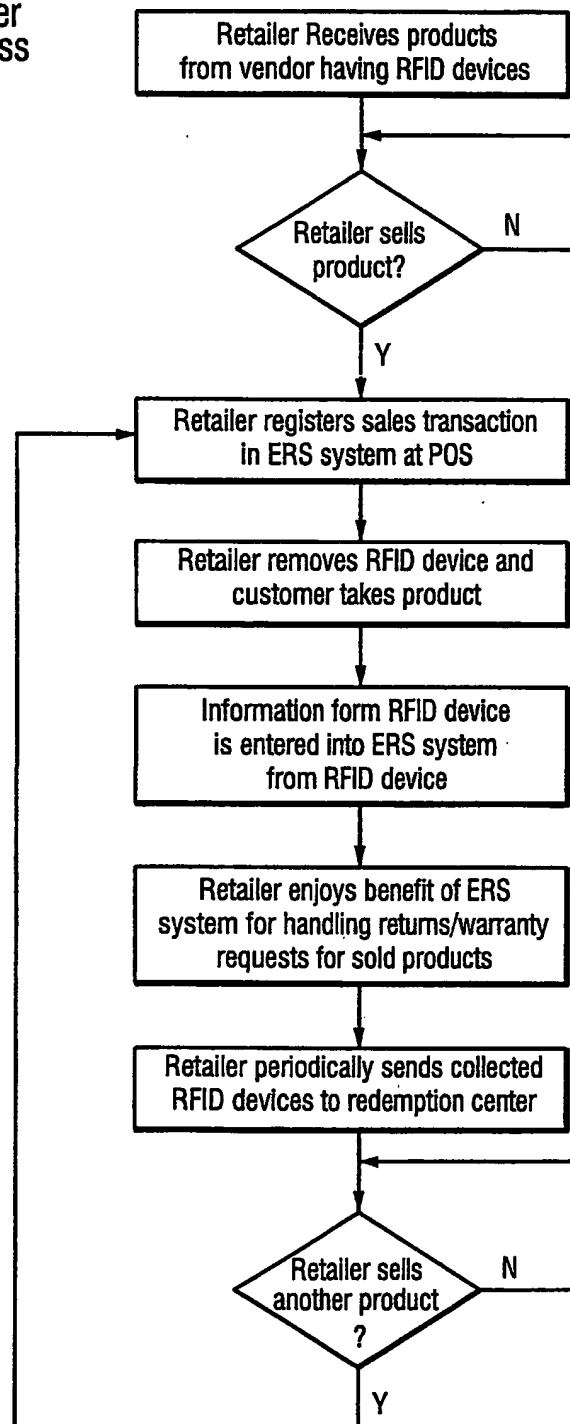 er
ss
Retailer Receives products
from vendor having RFID devices
Retailer sells
product?
N
Y
Retailer registers sales transaction
in ERS system at POS
Retailer removes RFID device and
customer takes product
Information form RFID device
is entered into ERS system
from RFID device
Retailer enjoys benefit of ERS
system for handling returns/warranty
requests for sold products
Retailer periodically sends collected
RFID devices to redemption center
Retailer sells
another product
?
N
Y